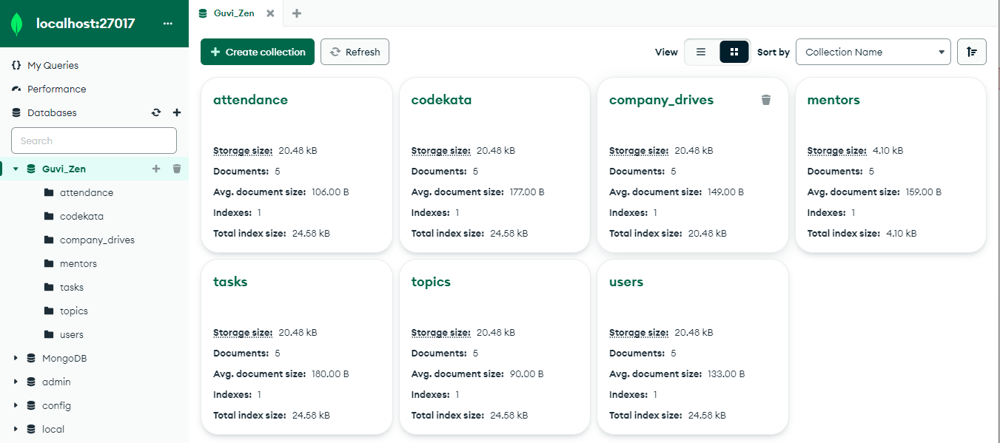 localhost:27017
...
Guvi_Zen
{} My Queries
Performance
Databases
Search
Guvi_Zen
attendance
codekata
company_drives
mentors
tasks
topics
users
MongoDB
admin
config
local
Create collection
Refresh
View
Sort by
Collection Name
attendance
Storage size: 20.48 kB
Documents: 5
Avg. document size: 106.00 B
Indexes: 1
Total index size: 24.58 kB
codekata
Storage size: 20.48 kB
Documents: 5
Avg. document size: 177.00 B
Indexes: 1
Total index size: 24.58 kB
company_drives
Storage size: 20.48 kB
Documents: 5
Avg. document size: 149.00 B
Indexes: 1
Total index size: 20.48 kB
mentors
Storage size: 4.10 kB
Documents: 5
Avg. document size: 159.00 B
Indexes: 1
Total index size: 4.10 kB
tasks
Storage size: 20.48 kB
Documents: 5
Avg. document size: 180.00 B
Indexes: 1
Total index size: 24.58 kB
topics
Storage size: 20.48 kB
Documents: 5
Avg. document size: 90.00 B
Indexes: 1
Total index size: 24.58 kB
users
Storage size: 20.48 kB
Documents: 5
Avg. document size: 133.00 B
Indexes: 1
Total index size: 24.58 kB